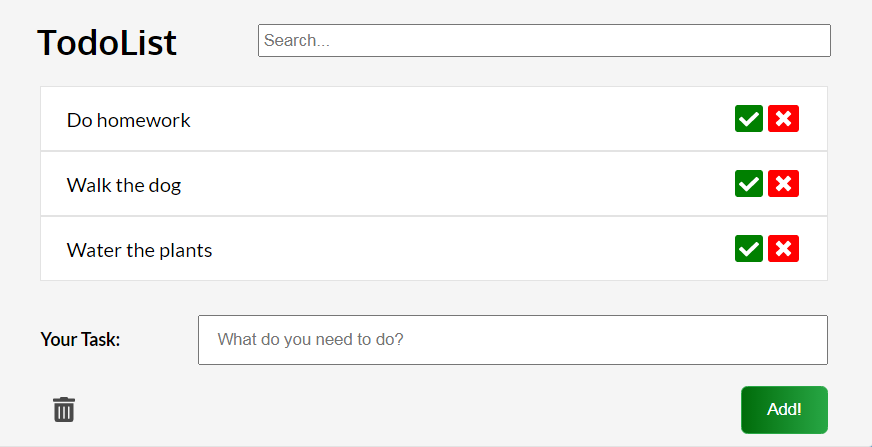 TodoList
Search...
Do homework
Walk the dog
Water the plants
Your Task:
What do you need to do?
Add!